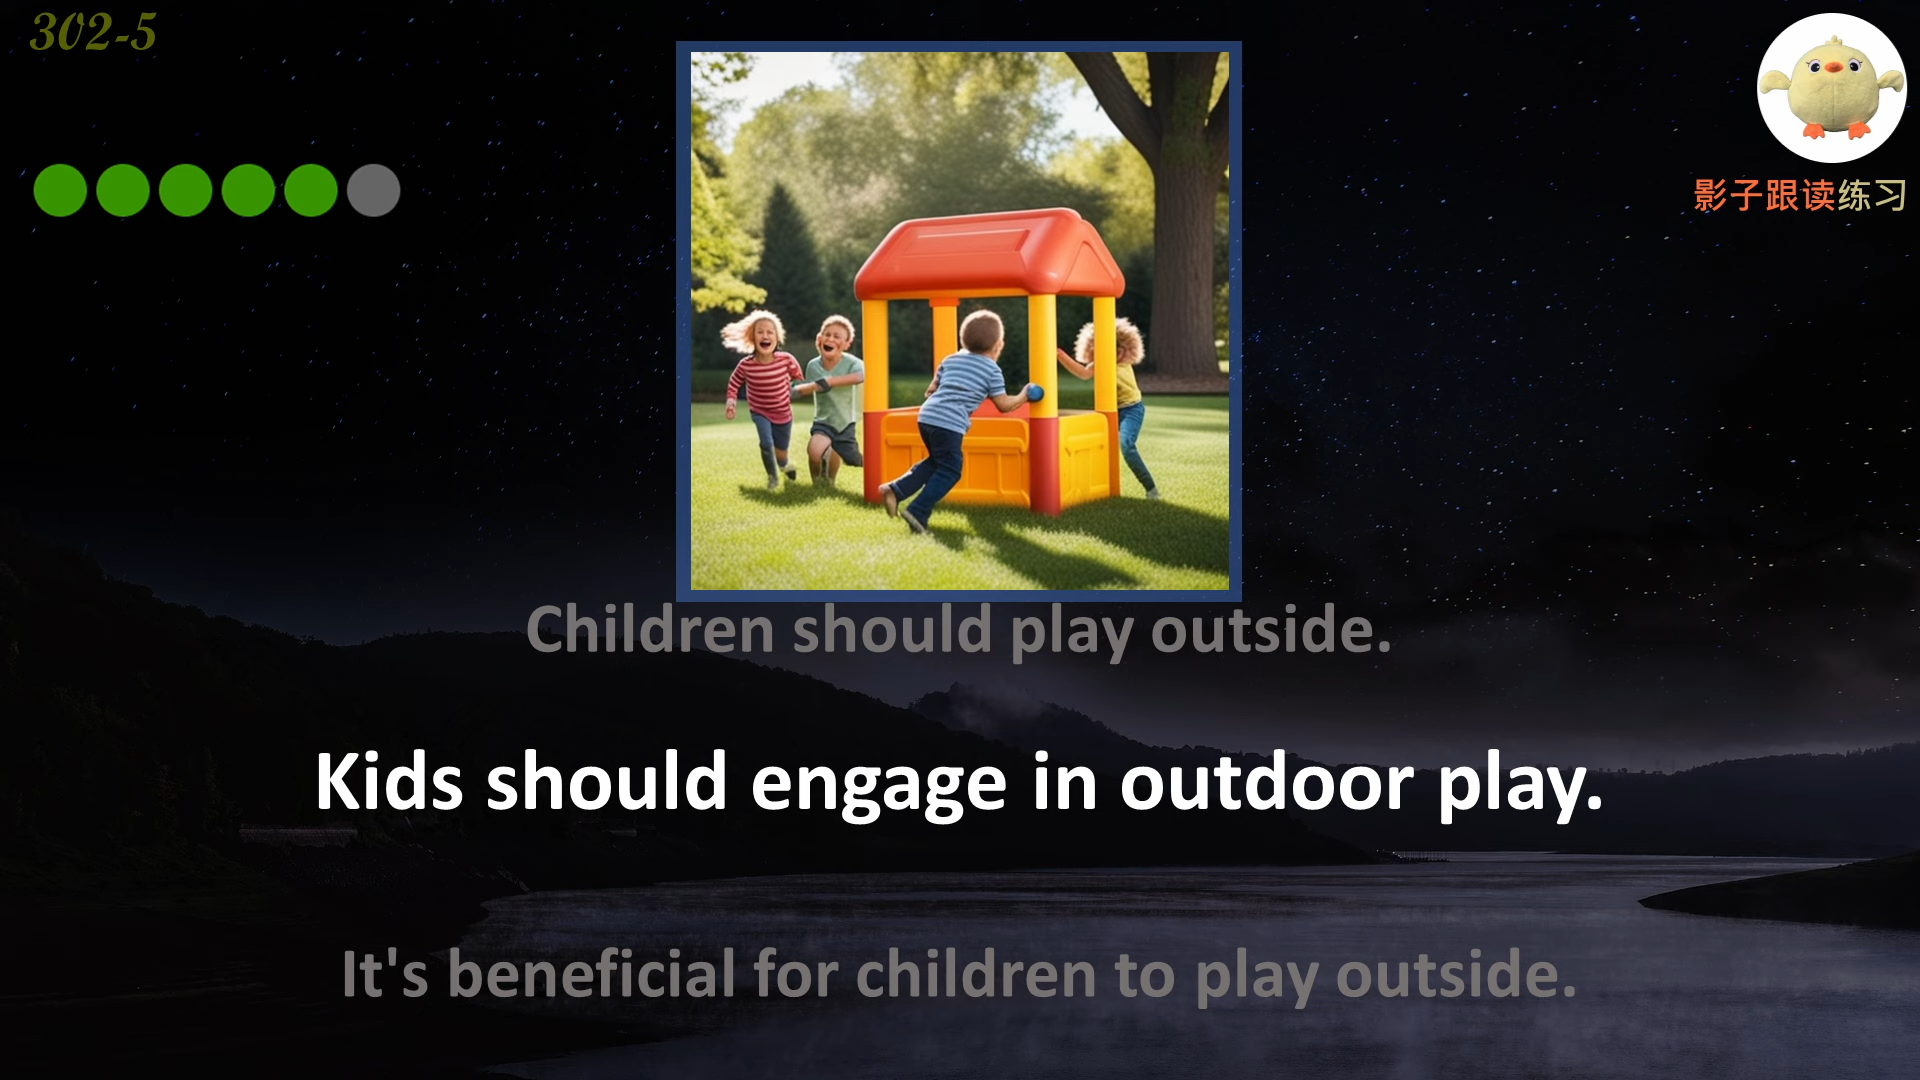 302-5
影子跟读练习
Children should play outside.
Kids should engage in outdoor play.
It's beneficial for children to play outside.